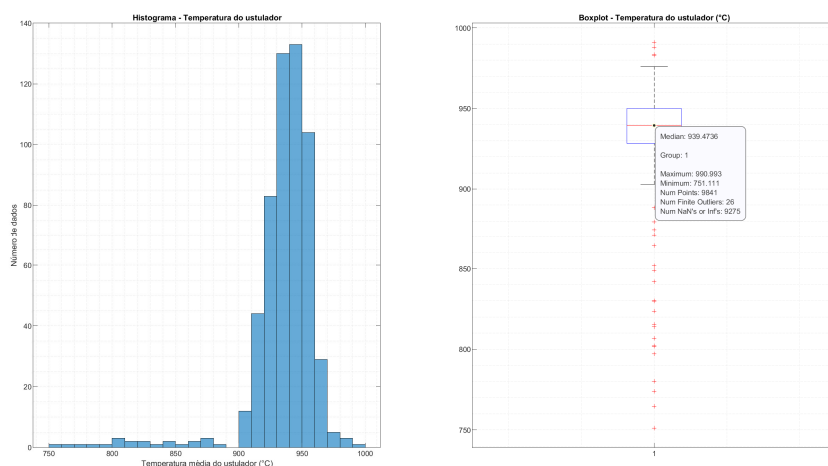 Histograma - Temperatura do ustulador
140
120
100
80
60
40
20
0
Número de dados
750
800
850
900
950
1000
Temperatura média do ustulador (°C)
Boxplot - Temperatura do ustulador (°C)
1000
950
900
850
800
750
1
Median: 939.4736
Group: 1
Maximum: 990.993
Minimum: 751.111
Num Points: 9841
Num Finite Outliers: 26
Num NaN's or Inf's: 9275